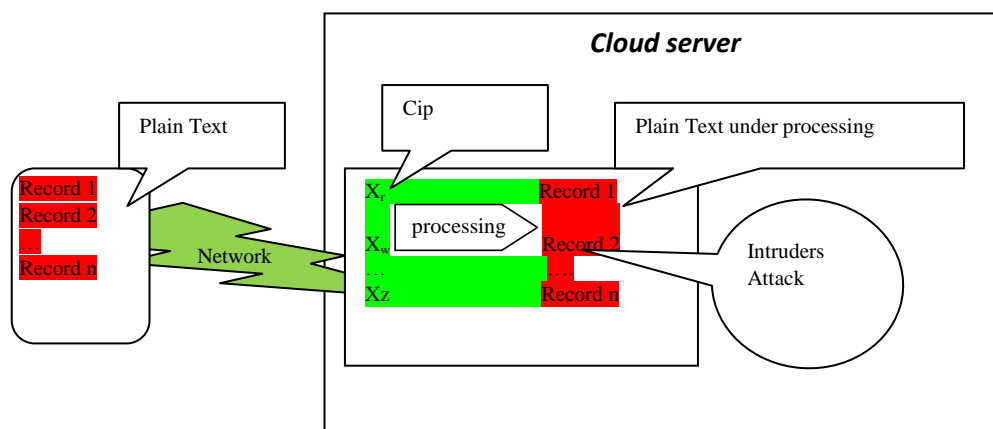 Cloud server
Cip
Plain Text
Plain Text under processing
Record 1
Record 2
...
Record n
Network
Xr
Record 1
processing
Xw
Record 2
...
....
Xz
Record n
Intruders
Attack